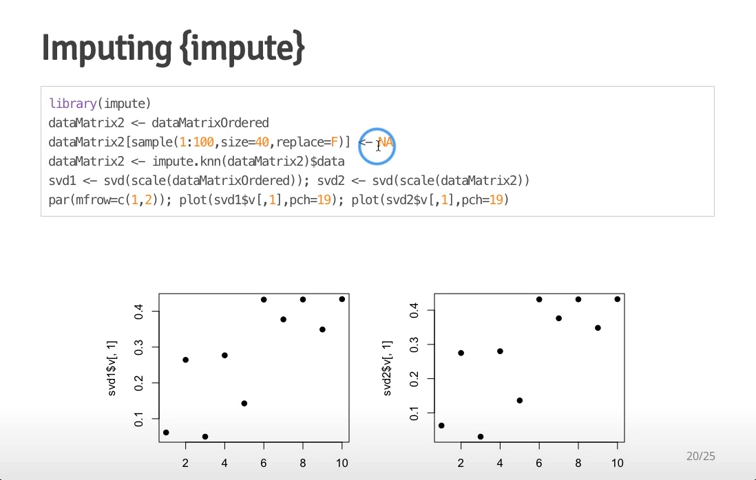 Imputing {impute}
library(impute)
dataMatrix2 <- dataMatrixOrdered
dataMatrix2[sample(1:100,size=40,replace=F)] <- NA
dataMatrix2 <- impute.knn(dataMatrix2)$data
svd1 <- svd(scale(dataMatrixOrdered)); svd2 <- svd(scale(dataMatrix2))
par(mfrow=c(1,2)); plot(svd1$v[,1],pch=19); plot(svd2$v[,1],pch=19)
svd1$v[, 1]
0.4
0.3
0.2
0.1
2 4 6 8 10
svd2$v[, 1]
0.4
0.3
0.2
0.1
2 4 6 8 10
20/25